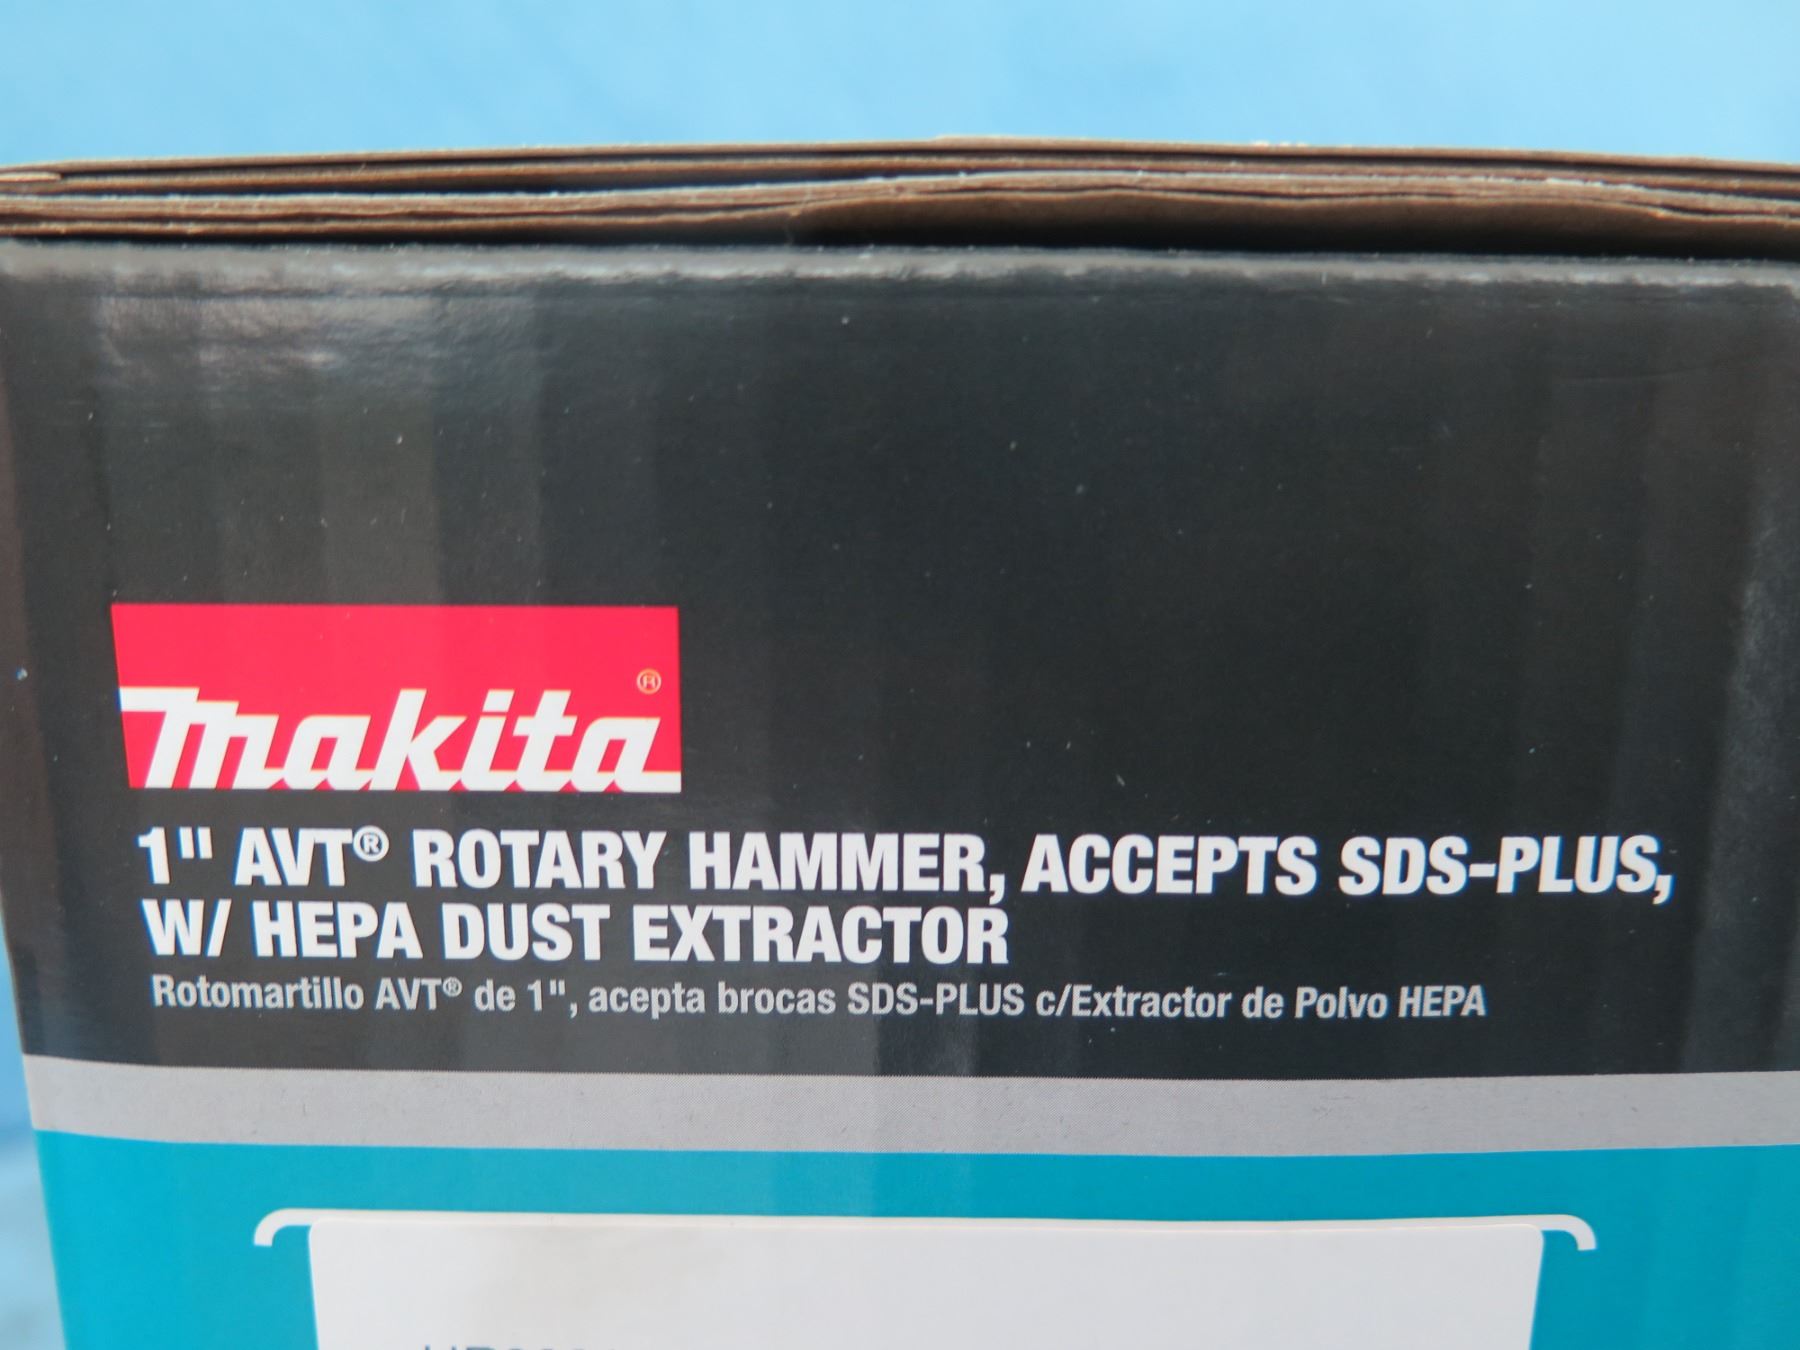 makita®
1" AVT® ROTARY HAMMER, ACCEPTS SDS-PLUS,
W/ HEPA DUST EXTRACTOR
Rotomartillo AVT® de 1", acepta brocas SDS-PLUS c/Extractor de Polvo HEPA